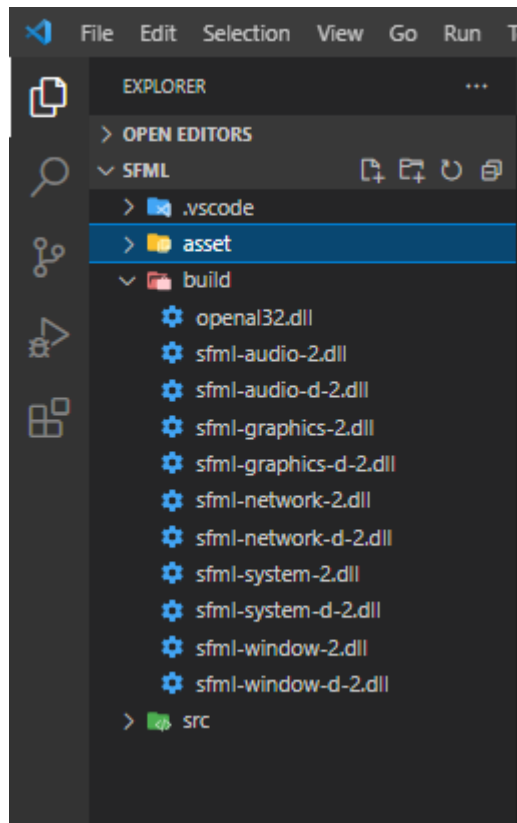 File Edit Selection View Go Run
EXPLORER ...
OPEN EDITORS
SFML
.vscode
asset
build
openal32.dll
sfml-audio-2.dll
sfml-audio-d-2.dll
sfml-graphics-2.dll
sfml-graphics-d-2.dll
sfml-network-2.dll
sfml-network-d-2.dll
sfml-system-2.dll
sfml-system-d-2.dll
sfml-window-2.dll
sfml-window-d-2.dll
src